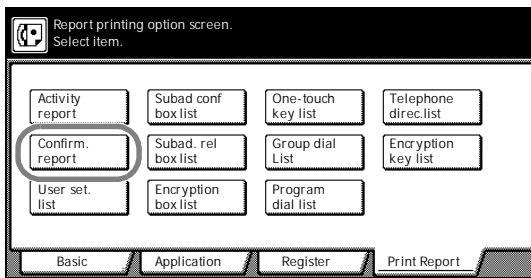 Report printing option screen.
Select item.
Activity
report
Subad conf
box list
One-touch
key list
Telephone
direc.list
Confirm.
report
Subad. rel
box list
Group dial
List
Encryption
key list
User set.
list
Encryption
box list
Program
dial list
Basic
Application
Register
Print Report